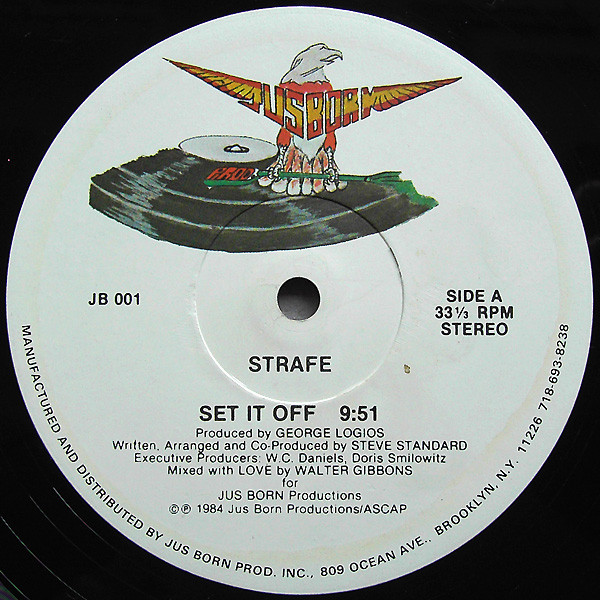 JUS BORN
PROD
JB 001
SIDE A
33⅓ RPM
STEREO
STRAFE
SET IT OFF 9:51
Produced by GEORGE LOGIOS
Written, Arranged and Co-Produced by STEVE STANDARD
Executive Producers: W.C. Daniels, Doris Smilowitz
Mixed with LOVE by WALTER GIBBONS
for
JUS BORN Productions
©℗ 1984 Jus Born Productions/ASCAP
MANUFACTURED AND DISTRIBUTED BY JUS BORN PROD. INC., 809 OCEAN AVE., BROOKLYN, N.Y. 11226 718-693-8238